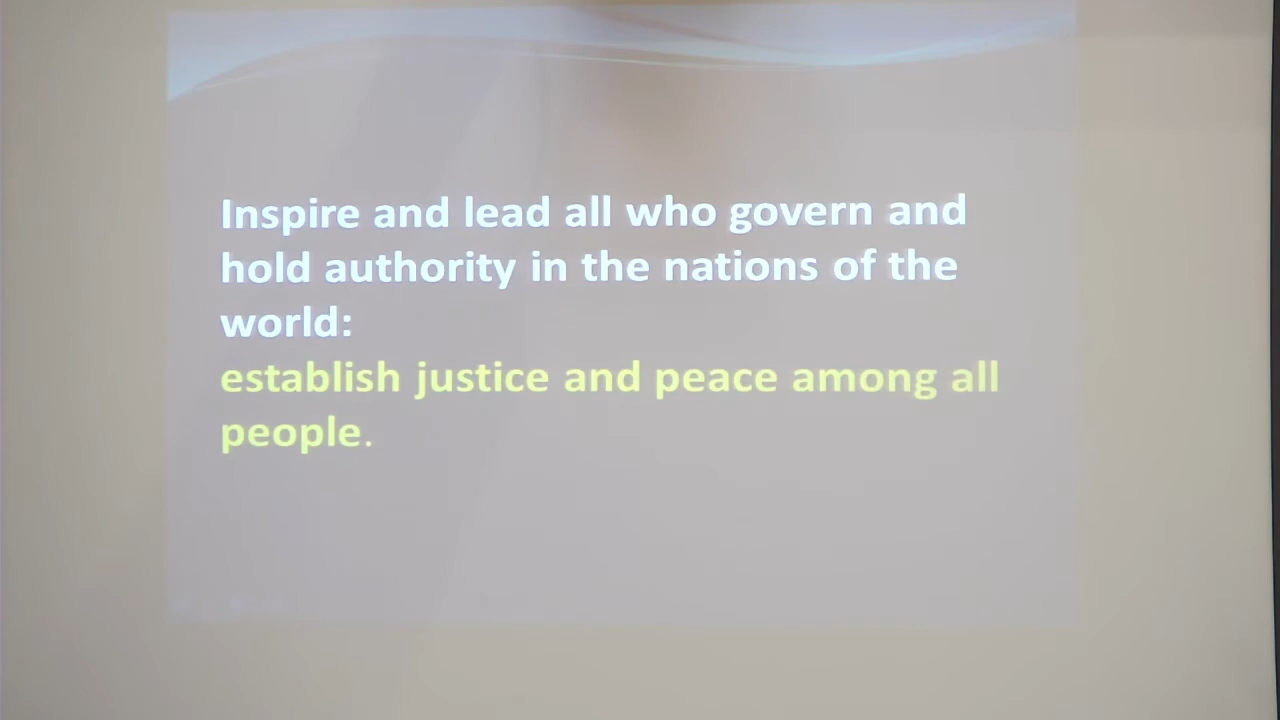 Inspire and lead all who govern and
hold authority in the nations of the
world:
establish justice and peace among all
people.